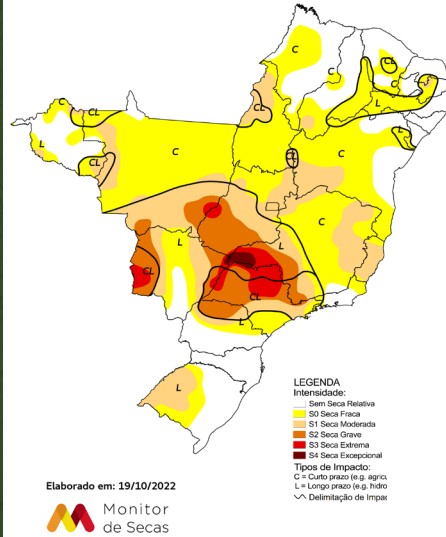 C
C
CL
C
L
C
CL
L
CL
C
CL
L
CL
C
C
L
L
CL
CL
L
L
LEGENDA
Intensidade:
Sem Seca Relativa
S0 Seca Fraca
S1 Seca Moderada
S2 Seca Grave
S3 Seca Extrema
S4 Seca Excepcional
Tipos de Impacto:
C = Curto prazo (e.g. agricu
L = Longo prazo (e.g. hidro
Delimitação de Impac
Elaborado em: 19/10/2022
Monitor
de Secas